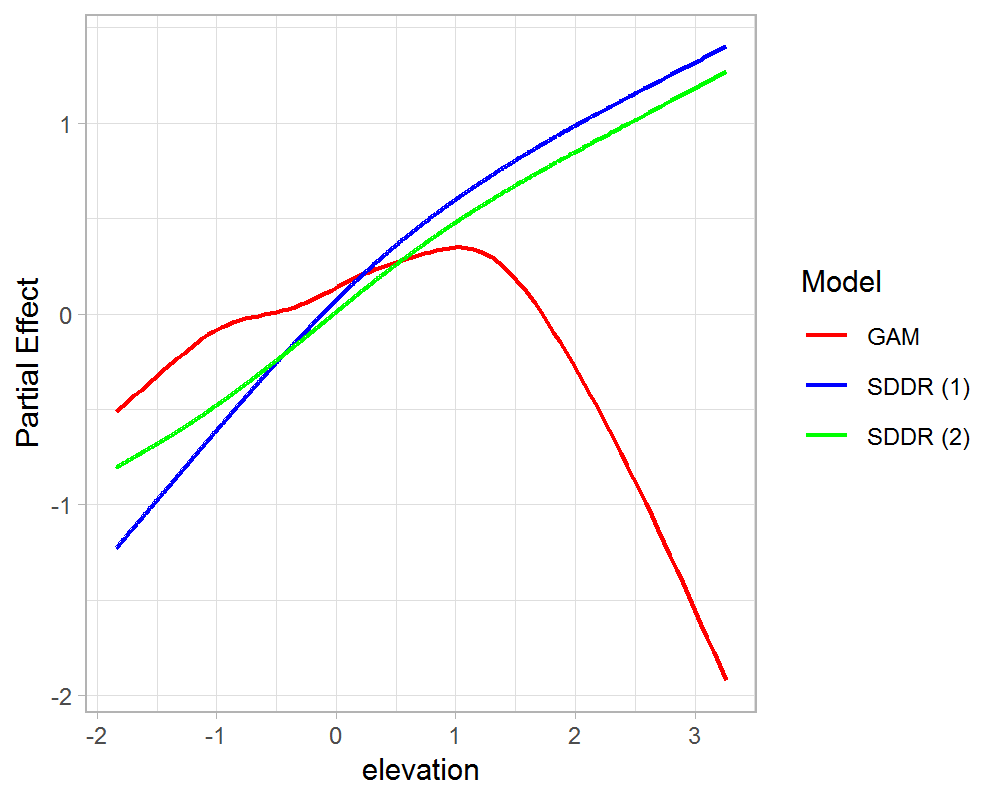 Partial Effect
1
0
-1
-2
-2 -1 0 1 2 3
elevation
Model
GAM
SDDR (1)
SDDR (2)